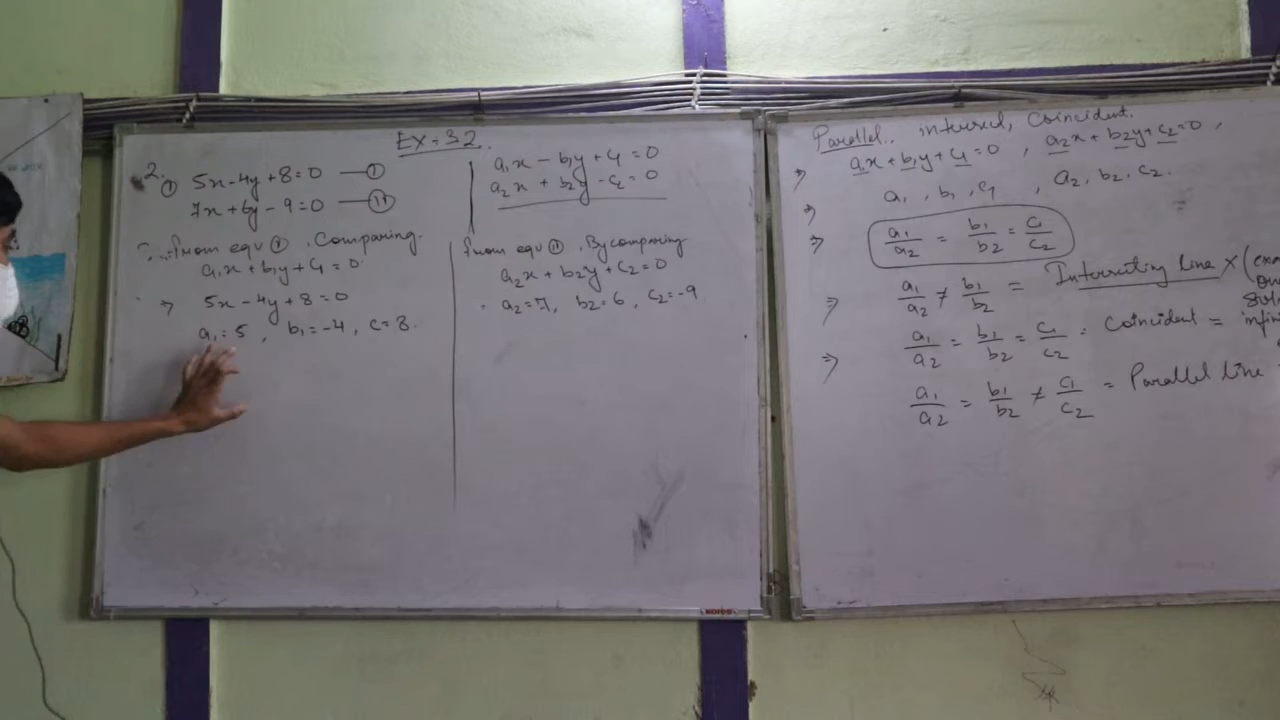 EX-3.2
2. ① 5x-4y+8=0 — ①
7x+6y-9=0 — ⑪
a₁x - b₁y + c₁ = 0
a₂x + b₂y - c₂ = 0
∴ from equ ①, Comparing.
a₁x+b₁y+c₁=0
⇒ 5x-4y+8=0
a₁=5, b₁=-4, c=8.
from equ ⑪, By comparing
a₂x+b₂y+c₂=0
a₂=7, b₂=6, c₂=-9
Parallel, intersect, Coincident.
⇒ a₁x+b₁y+c₁=0, a₂x+b₂y+c₂=0,
⇒ a₁, b₁, c₁, a₂, b₂, c₂.
⇒ a₁/a₂ = b₁/b₂ = c₁/c₂
⇒ a₁/a₂ ≠ b₁/b₂ = Intersecting line ×
⇒ a₁/a₂ = b₁/b₂ = c₁/c₂ = Coincident =
a₁/a₂ = b₁/b₂ ≠ c₁/c₂ = Parallel line